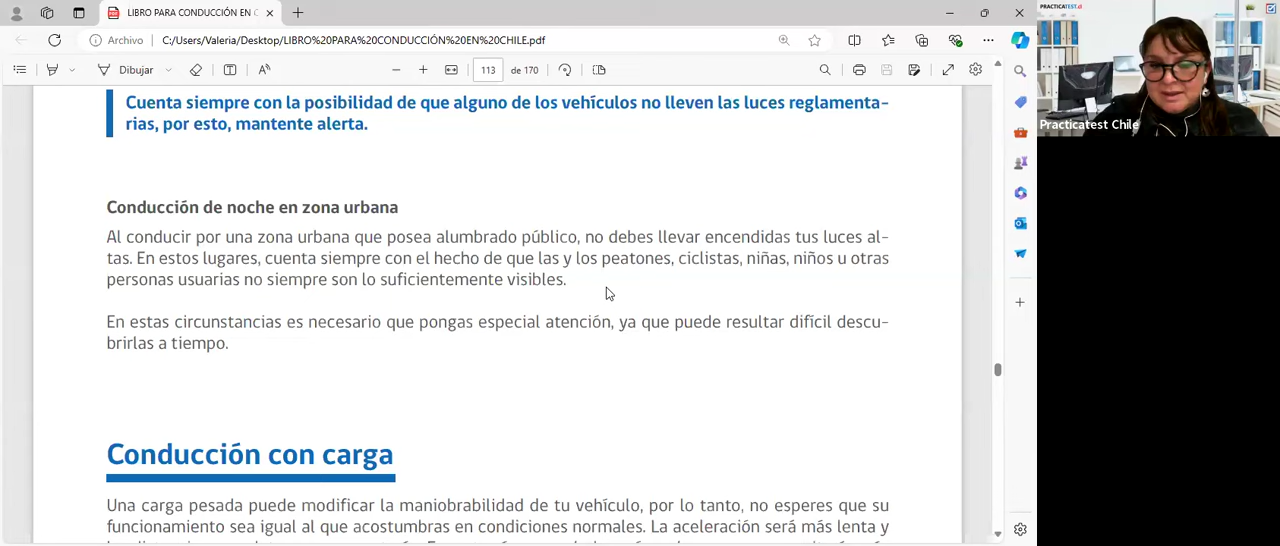 LIBRO PARA CONDUCCIÓN EN C
Archivo
C:/Users/Valeria/Desktop/LIBRO%20PARA%20CONDUCCIÓN%20EN%20CHILE.pdf
Dibujar
113 de 170
PRACTICATEST.cl
Practicatest Chile
Cuenta siempre con la posibilidad de que alguno de los vehículos no lleven las luces reglamenta-
rias, por esto, mantente alerta.
Conducción de noche en zona urbana
Al conducir por una zona urbana que posea alumbrado público, no debes llevar encendidas tus luces al-
tas. En estos lugares, cuenta siempre con el hecho de que las y los peatones, ciclistas, niñas, niños u otras
personas usuarias no siempre son lo suficientemente visibles.
En estas circunstancias es necesario que pongas especial atención, ya que puede resultar difícil descu-
brirlas a tiempo.
Conducción con carga
Una carga pesada puede modificar la maniobrabilidad de tu vehículo, por lo tanto, no esperes que su
funcionamiento sea igual al que acostumbras en condiciones normales. La aceleración será más lenta y